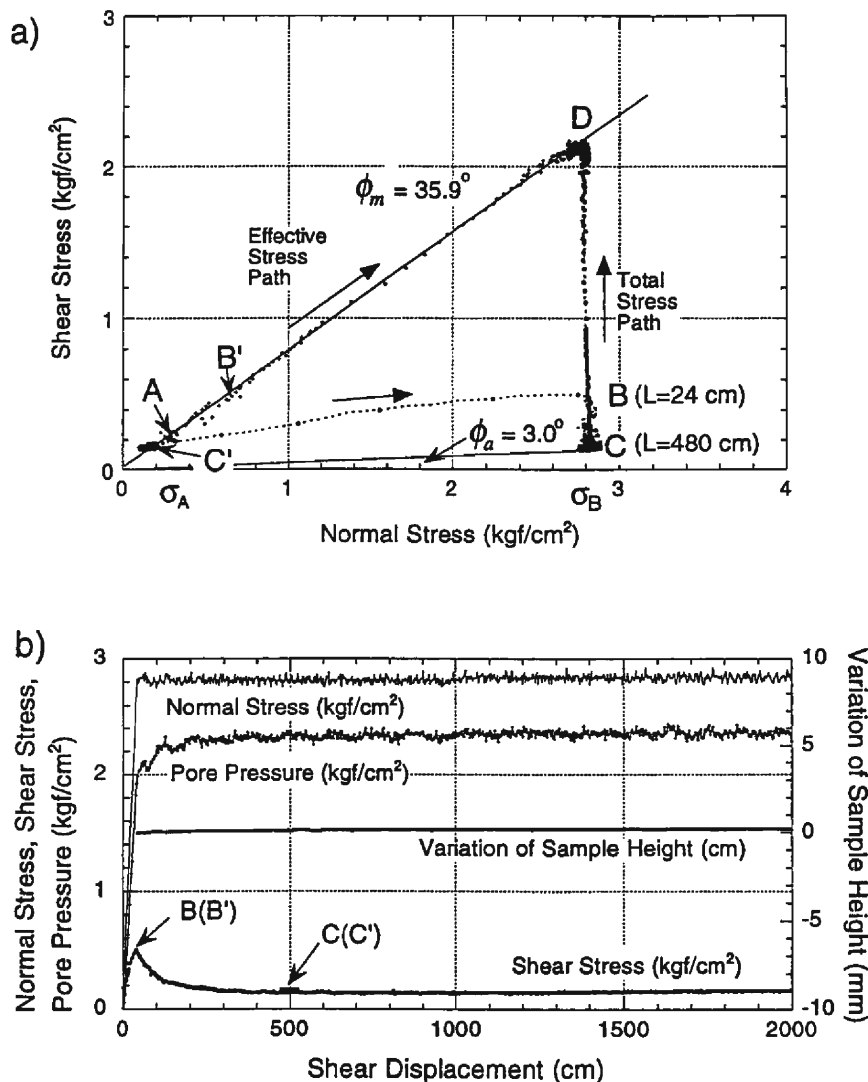 a)
3
2
1
0
Shear Stress (kgf/cm²)
D
ϕm = 35.9°
Effective
Stress
Path
Total
Stress
Path
B'
A
B (L=24 cm)
ϕa = 3.0°
C (L=480 cm)
C'
0
σA
1
2
σB
3
4
Normal Stress (kgf/cm²)
b)
3
2
1
0
Normal Stress, Shear Stress,
Pore Pressure (kgf/cm²)
Normal Stress (kgf/cm²)
Pore Pressure (kgf/cm²)
Variation of Sample Height (cm)
B(B')
C(C')
Shear Stress (kgf/cm²)
10
5
0
-5
-10
Variation of Sample
Height (mm)
0
500
1000
1500
2000
Shear Displacement (cm)